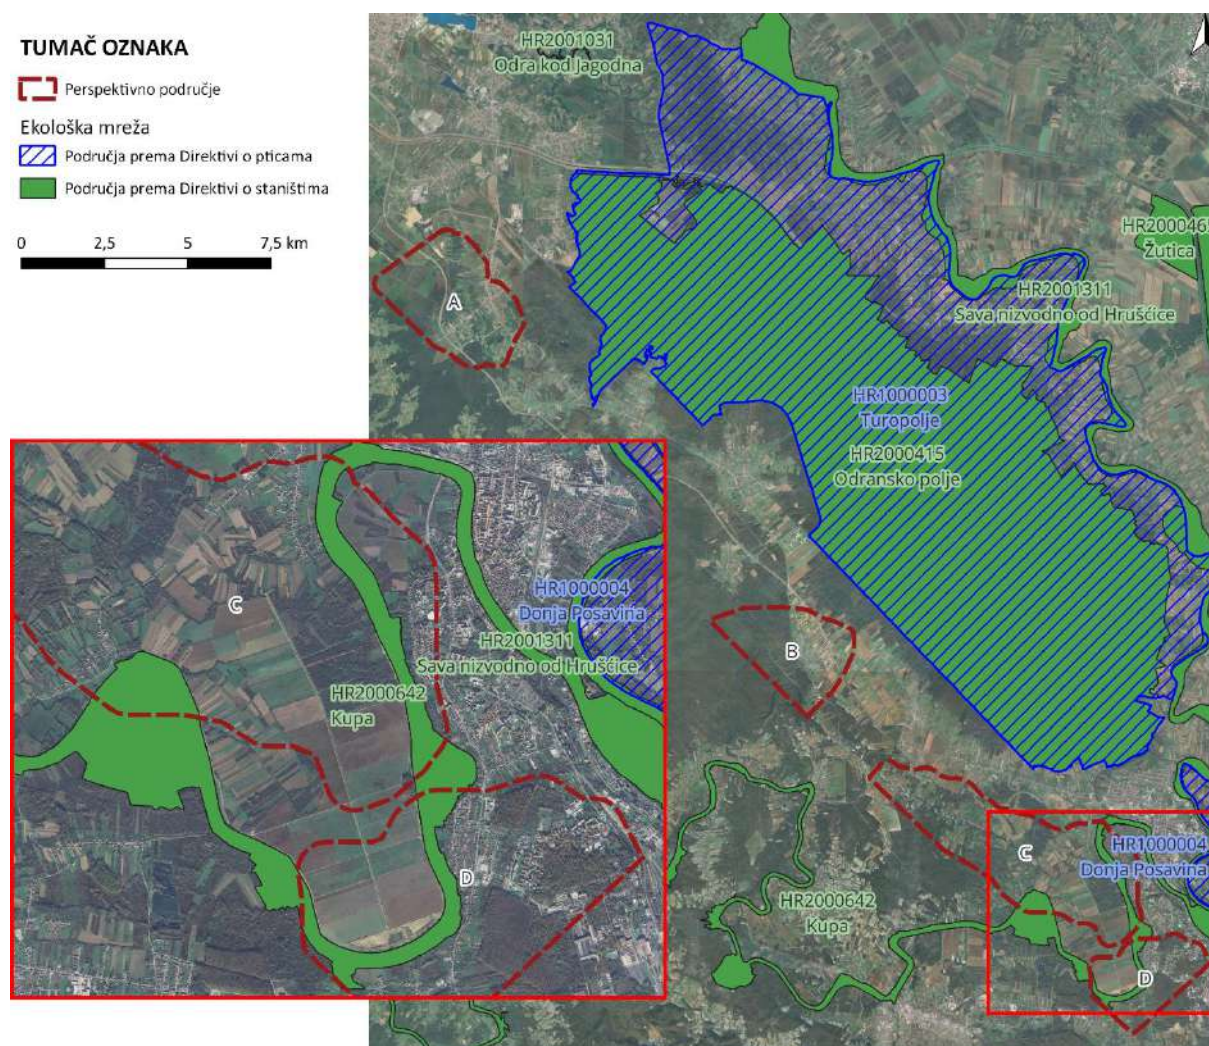 TUMAČ OZNAKA
Perspektivno područje
Ekološka mreža
Područja prema Direktivi o pticama
Područja prema Direktivi o staništima
0 2,5 5 7,5 km
HR2001031
Odra kod Jagodna
HR200046
Žutica
A
HR2001311
Sava nizvodno od Hrušćice
HR1000003
Turopolje
HR2000415
Odransko polje
B
C
HR1000004
Donja Posavina
HR2001311
Sava nizvodno od Hrušćice
HR2000642
Kupa
D
C
HR1000004
Donja Posavina
HR2000642
Kupa
D